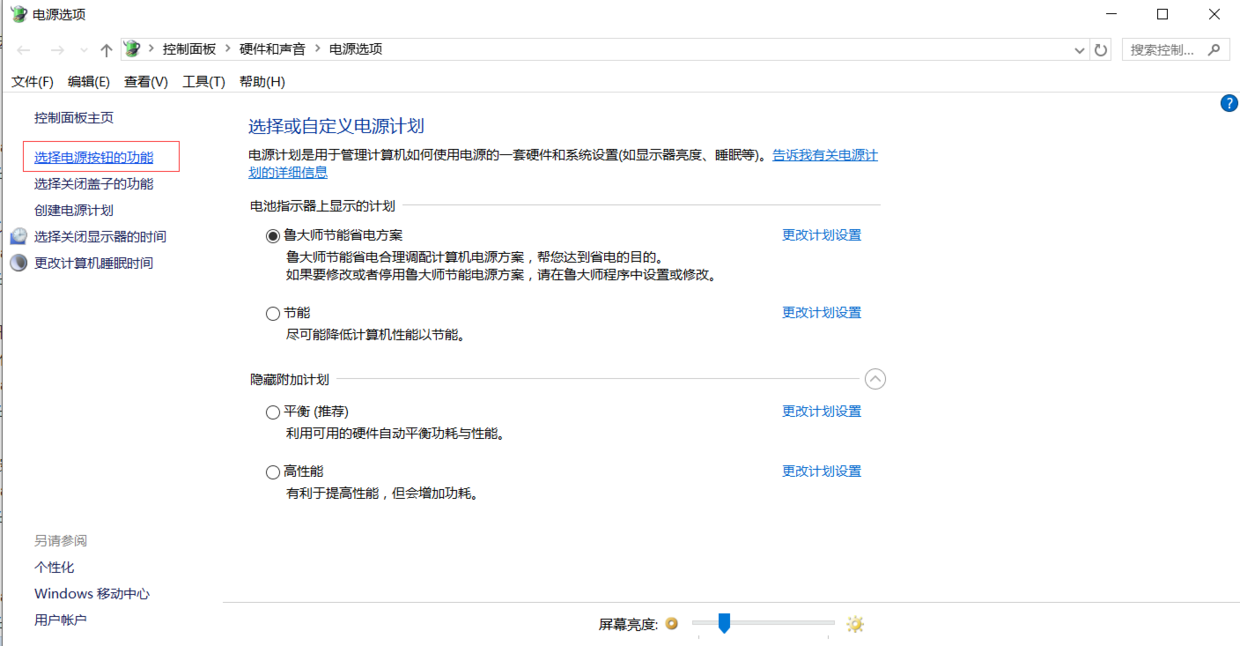 电源选项
控制面板 > 硬件和声音 > 电源选项
搜索控制...
文件(F) 编辑(E) 查看(V) 工具(T) 帮助(H)
控制面板主页
选择电源按钮的功能
选择关闭盖子的功能
创建电源计划
选择关闭显示器的时间
更改计算机睡眠时间
选择或自定义电源计划
电源计划是用于管理计算机如何使用电源的一套硬件和系统设置(如显示器亮度、睡眠等)。告诉我有关电源计
划的详细信息
电池指示器上显示的计划
鲁大师节能省电方案 更改计划设置
鲁大师节能省电合理调配计算机电源方案，帮您达到省电的目的。
如果要修改或者停用鲁大师节能电源方案，请在鲁大师程序中设置或修改。
节能 更改计划设置
尽可能降低计算机性能以节能。
隐藏附加计划
平衡 (推荐) 更改计划设置
利用可用的硬件自动平衡功耗与性能。
高性能 更改计划设置
有利于提高性能，但会增加功耗。
另请参阅
个性化
Windows 移动中心
用户帐户
屏幕亮度: